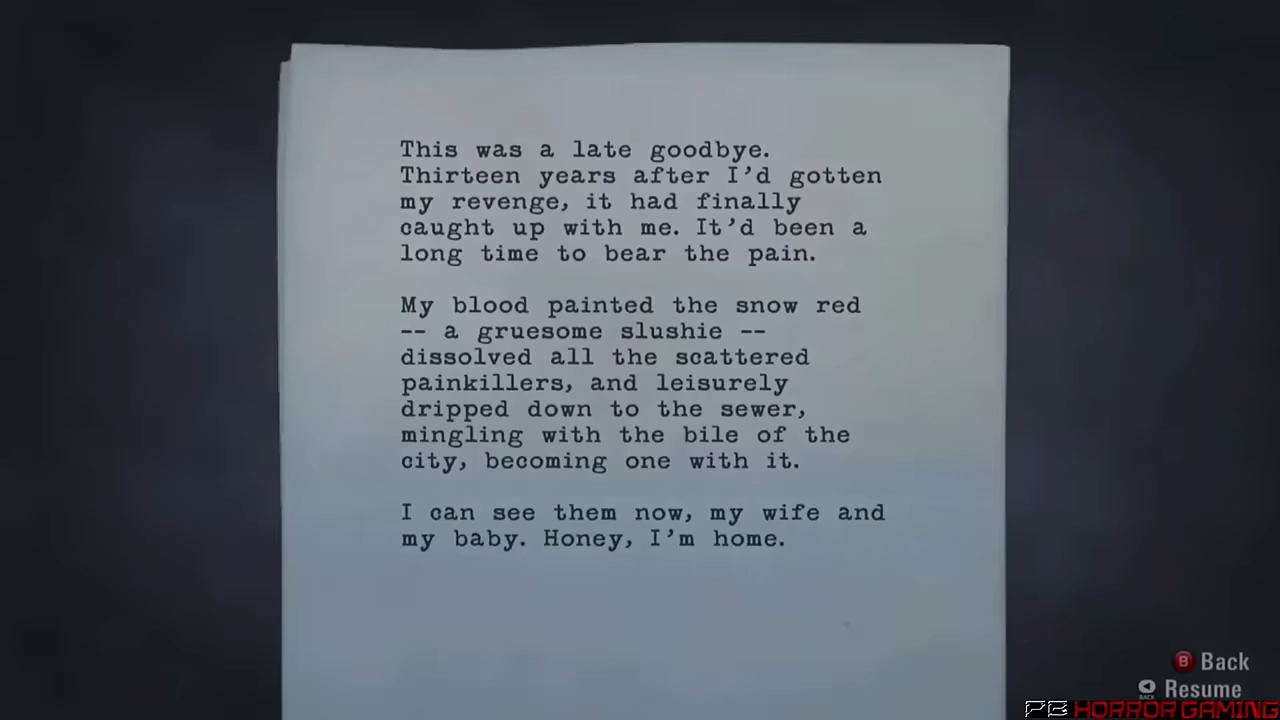 This was a late goodbye.
Thirteen years after I'd gotten
my revenge, it had finally
caught up with me. It'd been a
long time to bear the pain.
My blood painted the snow red
-- a gruesome slushie --
dissolved all the scattered
painkillers, and leisurely
dripped down to the sewer,
mingling with the bile of the
city, becoming one with it.
I can see them now, my wife and
my baby. Honey, I'm home.
B Back
BACK Resume
PE HORROR GAMING